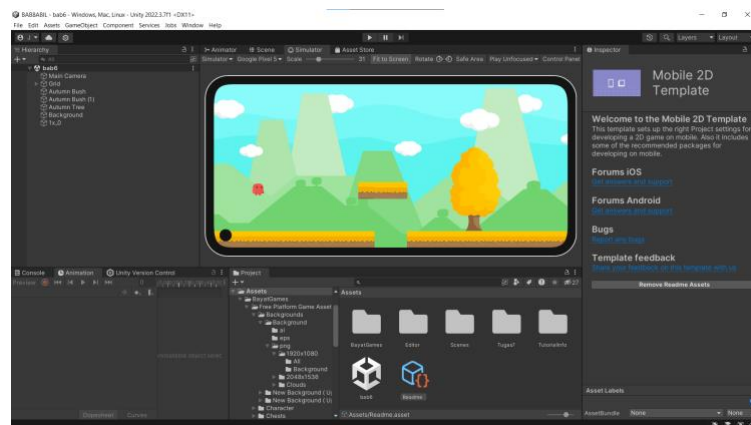 BAB8ABIL - bab6 - Windows, Mac, Linux - Unity 2022.3.7f1 <DX11>
File Edit Assets GameObject Component Services Jobs Window Help
Layers Layout
Hierarchy
Animator Scene Simulator Asset Store
Inspector
All
Simulator Google Pixel 5 Scale 31 Fit to Screen Rotate Safe Area Play Unfocused Control Panel
bab6
Main Camera
Grid
Autumn Bush
Autumn Bush (1)
Autumn Tree
Background
1x_0
Mobile 2D
Template
Welcome to the Mobile 2D Template
This template sets up the right Project settings for
developing a 2D game on mobile. Also it includes
some of the recommended packages for
developing on mobile.
Forums iOS
Get answers and support
Forums Android
Get answers and support
Bugs
Report any bugs
Template feedback
Share your feedback on this template with us
Remove Readme Assets
Console Animation Unity Version Control
Project
Preview
27
Assets
BayatGames
Free Platform Game Asset
Backgrounds
Background
ai
eps
png
1920x1080
All
Background
2048x1536
Clouds
New Background ( U
New Background ( U
Character
Chests
Assets
BayatGames Editor Scenes Tugas7 TutorialInfo
bab6 Readme
Assets/Readme.asset
Dopesheet Curves
Asset Labels
AssetBundle None None